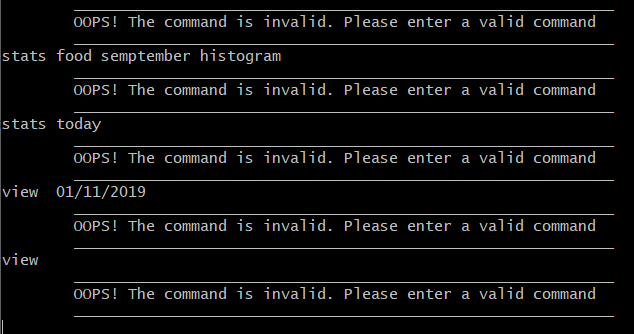 OOPS! The command is invalid. Please enter a valid command
stats food semptember histogram
OOPS! The command is invalid. Please enter a valid command
stats today
OOPS! The command is invalid. Please enter a valid command
view  01/11/2019
OOPS! The command is invalid. Please enter a valid command
view
OOPS! The command is invalid. Please enter a valid command